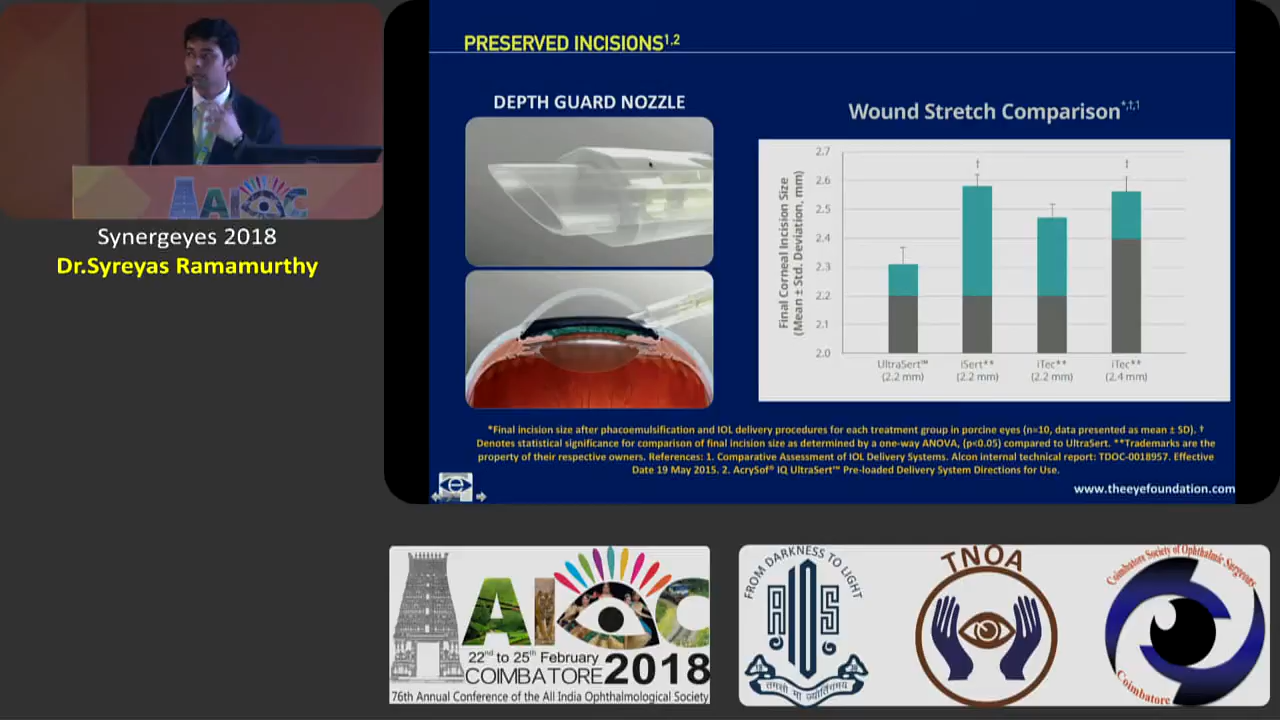 AIOC
Synergeyes 2018
Dr.Syreyas Ramamurthy
PRESERVED INCISIONS1,2
DEPTH GUARD NOZZLE
Wound Stretch Comparison*,†,1
Final Corneal Incision Size
(Mean ± Std. Deviation, mm)
2.7
2.6
2.5
2.4
2.3
2.2
2.1
2.0
†
†
UltraSert™
(2.2 mm)
iSert**
(2.2 mm)
iTec**
(2.2 mm)
iTec**
(2.4 mm)
*Final incision size after phacoemulsification and IOL delivery procedures for each treatment group in porcine eyes (n=10, data presented as mean ± SD). †
Denotes statistical significance for comparison of final incision size as determined by a one-way ANOVA, (p<0.05) compared to UltraSert. **Trademarks are the
property of their respective owners. References: 1. Comparative Assessment of IOL Delivery Systems. Alcon internal technical report: TDOC-0018957. Effective
Date 19 May 2015. 2. AcrySof® IQ UltraSert™ Pre-loaded Delivery System Directions for Use.
www.theeyefoundation.com
AIOC
22nd to 25th February
COIMBATORE 2018
76th Annual Conference of the All India Ophthalmological Society
FROM DARKNESS TO LIGHT
AIOS
तमसो मा ज्योतिर्गमय
TNOA
Coimbatore Society of Ophthalmic Surgeons
Coimbatore